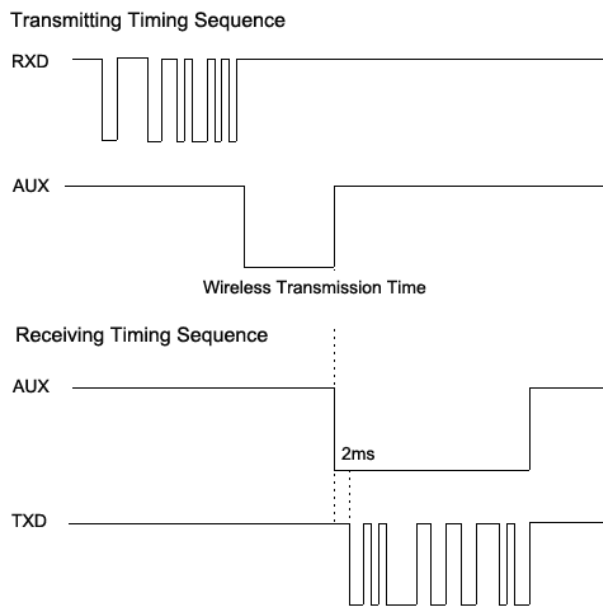 Transmitting Timing Sequence
RXD
AUX
Wireless Transmission Time
Receiving Timing Sequence
AUX
2ms
TXD